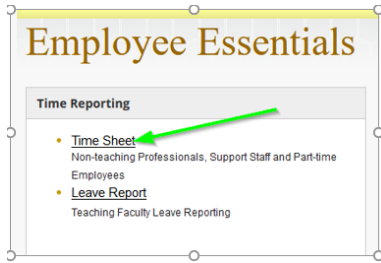 Employee Essentials
Time Reporting
Time Sheet
Non-teaching Professionals, Support Staff and Part-time
Employees
Leave Report
Teaching Faculty Leave Reporting